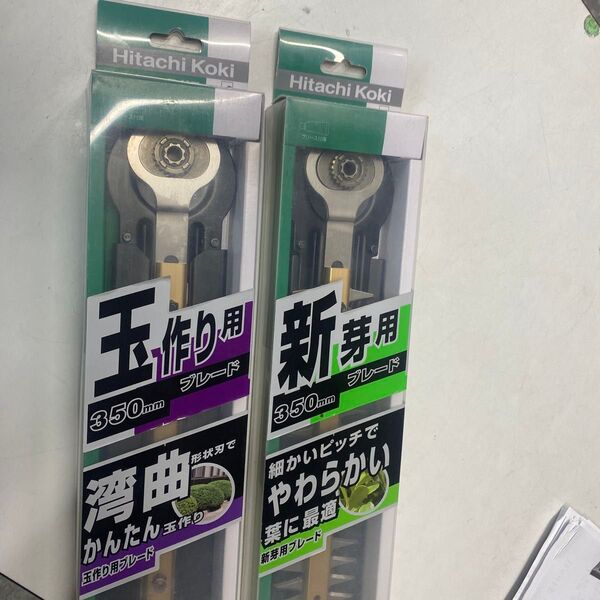 Hitachi Koki
玉作り用
ブレード
350mm
湾曲形状刃で
かんたん玉作り
玉作り用ブレード
Hitachi Koki
新芽用
ブレード
350mm
細かいピッチで
やわらかい
葉に最適
新芽用ブレード